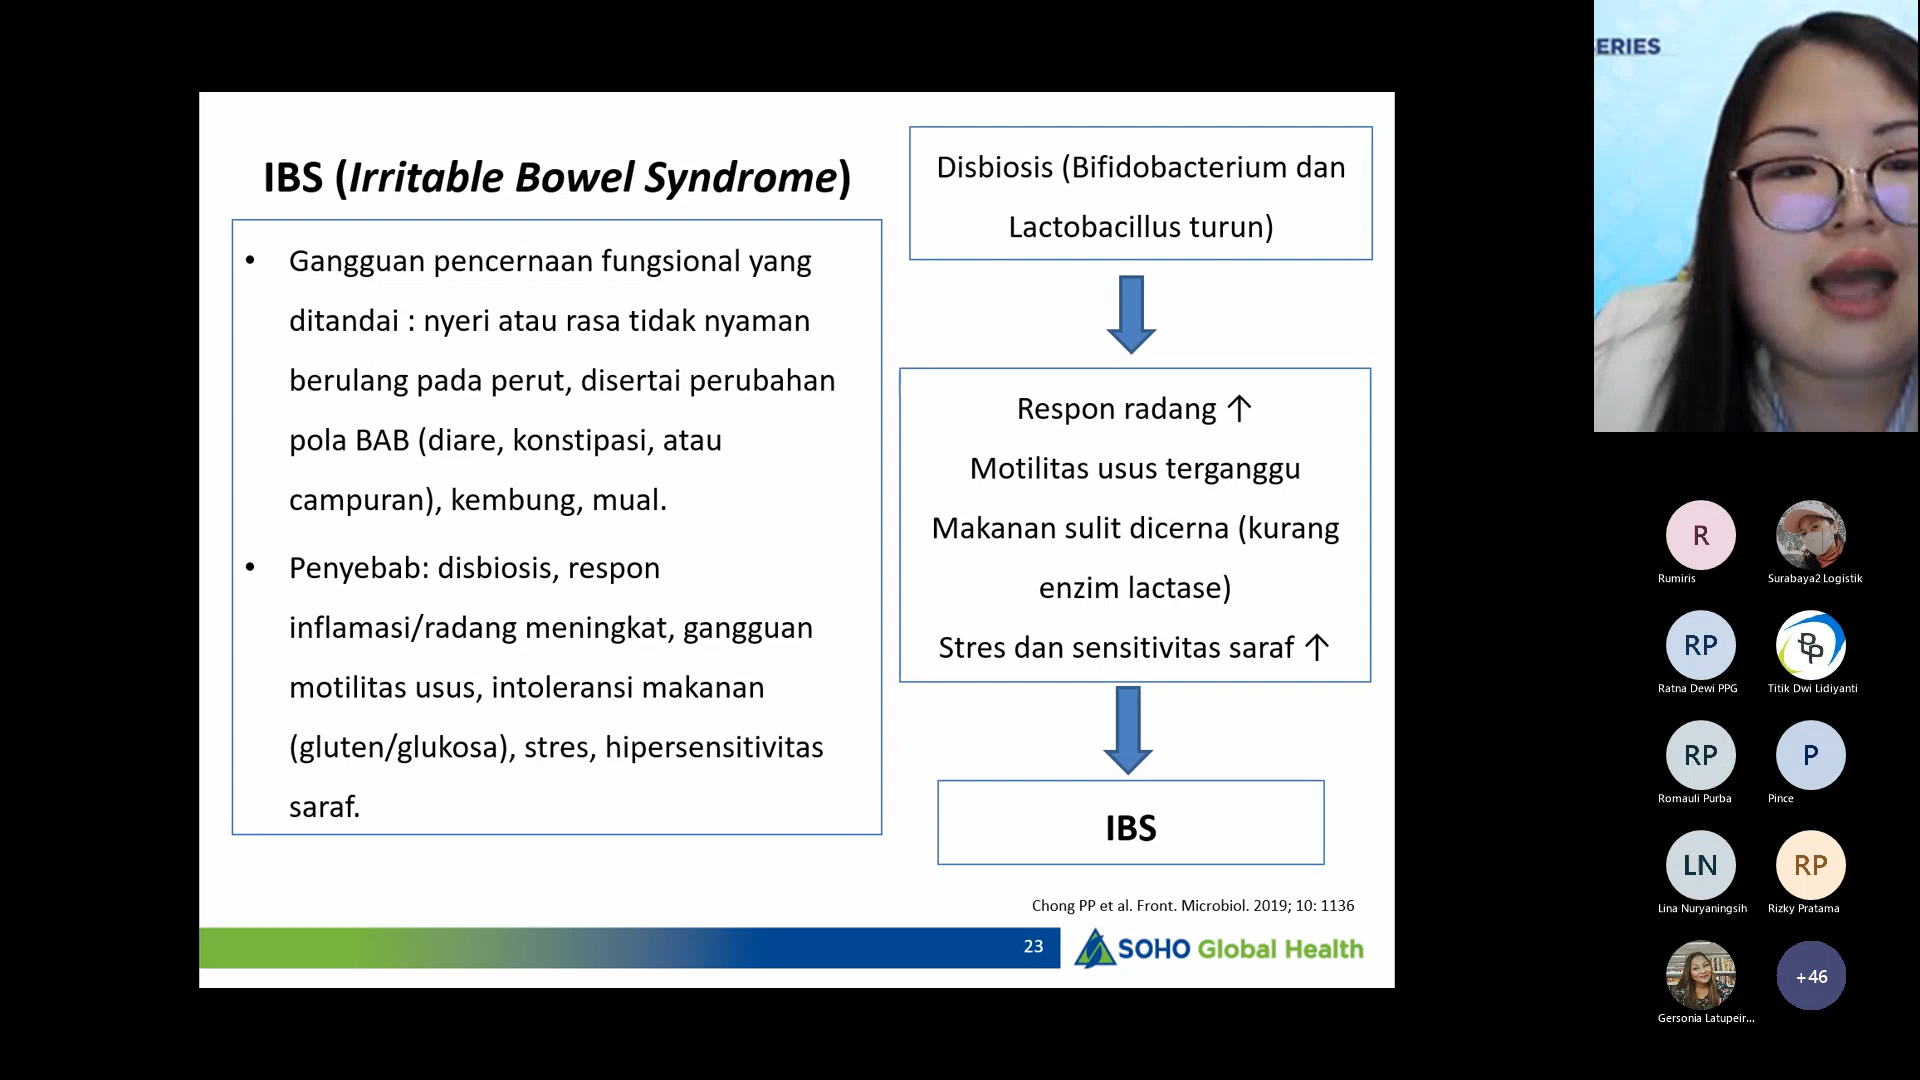 ERIES
IBS (Irritable Bowel Syndrome)
• Gangguan pencernaan fungsional yang
ditandai : nyeri atau rasa tidak nyaman
berulang pada perut, disertai perubahan
pola BAB (diare, konstipasi, atau
campuran), kembung, mual.
• Penyebab: disbiosis, respon
inflamasi/radang meningkat, gangguan
motilitas usus, intoleransi makanan
(gluten/glukosa), stres, hipersensitivitas
saraf.
Disbiosis (Bifidobacterium dan
Lactobacillus turun)
Respon radang ↑
Motilitas usus terganggu
Makanan sulit dicerna (kurang
enzim lactase)
Stres dan sensitivitas saraf ↑
IBS
Chong PP et al. Front. Microbiol. 2019; 10: 1136
23
SOHO Global Health
R
Rumiris
Surabaya2 Logistik
RP
Ratna Dewi PPG
Titik Dwi Lidiyanti
RP
Romauli Purba
P
Pince
LN
Lina Nuryaningsih
RP
Rizky Pratama
Gersonia Latupeir...
+46